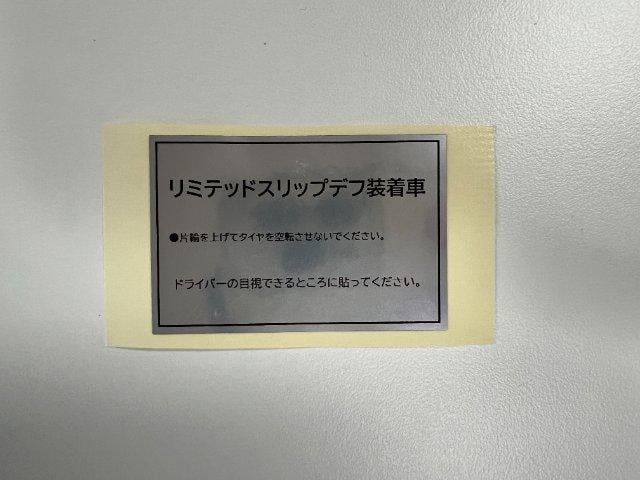 リミテッドスリップデフ装着車
●片輪を上げてタイヤを空転させないでください。
ドライバーの目視できるところに貼ってください。